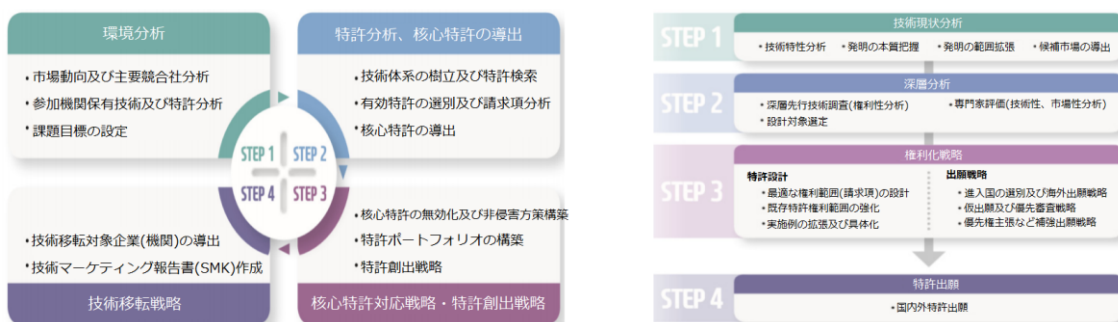 環境分析
・市場動向及び主要競合社分析
・参加機関保有技術及び特許分析
・課題目標の設定
特許分析、核心特許の導出
・技術体系の樹立及び特許検索
・有効特許の選別及び請求項分析
・核心特許の導出
STEP 1
STEP 2
STEP 4
STEP 3
・技術移転対象企業(機関)の導出
・技術マーケティング報告書(SMK)作成
技術移転戦略
・核心特許の無効化及び非侵害方策構築
・特許ポートフォリオの構築
・特許創出戦略
核心特許対応戦略・特許創出戦略
STEP 1
技術現状分析
・技術特性分析 ・発明の本質把握 ・発明の範囲拡張 ・候補市場の導出
STEP 2
深層分析
・深層先行技術調査(権利性分析) ・専門家評価(技術性、市場性分析)
・設計対象選定
STEP 3
権利化戦略
特許設計
・最適な権利範囲(請求項)の設計
・既存特許権利範囲の強化
・実施例の拡張及び具体化
出願戦略
・進入国の選別及び海外出願戦略
・仮出願及び優先審査戦略
・優先権主張など補強出願戦略
STEP 4
特許出願
・国内外特許出願